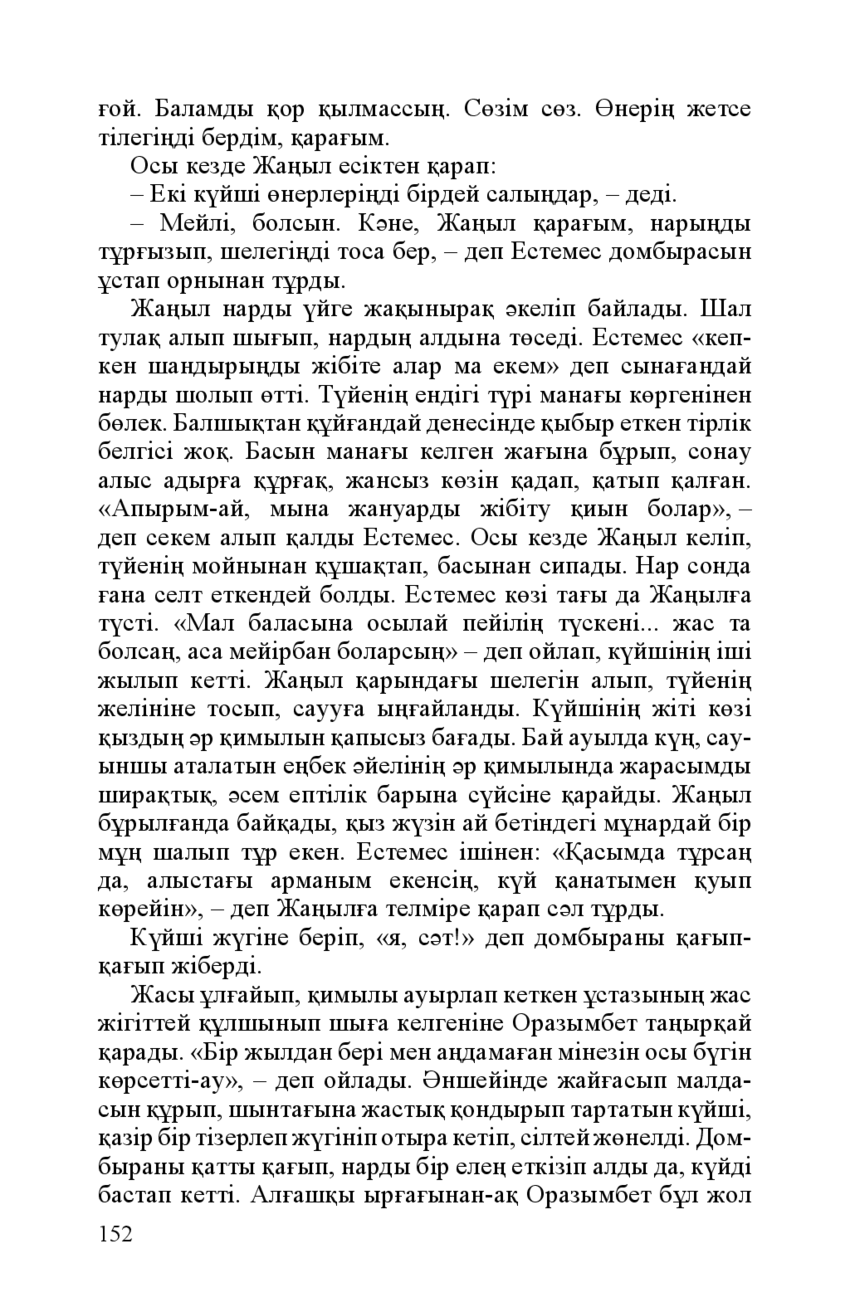 ғой. Баламды қор қылмассың. Сөзім сөз. Өнерің жетсе
тілегіңді бердім, қарағым.
Осы кезде Жаңыл есіктен қарап:
– Екі күйші өнерлеріңді бірдей салыңдар, – деді.
– Мейлі, болсын. Кәне, Жаңыл қарағым, нарыңды
тұрғызып, шелегіңді тоса бер, – деп Естемес домбырасын
ұстап орнынан тұрды.
Жаңыл нарды үйге жақынырақ әкеліп байлады. Шал
тулақ алып шығып, нардың алдына төседі. Естемес «кеп-
кен шандырыңды жібіте алар ма екем» деп сынағандай
нарды шолып өтті. Түйенің ендігі түрі манағы көргенінен
бөлек. Балшықтан құйғандай денесінде қыбыр еткен тірлік
белгісі жоқ. Басын манағы келген жағына бұрып, сонау
алыс адырға құрғақ, жансыз көзін қадап, қатып қалған.
«Апырым-ай, мына жануарды жібіту қиын болар», –
деп секем алып қалды Естемес. Осы кезде Жаңыл келіп,
түйенің мойнынан құшақтап, басынан сипады. Нар сонда
ғана селт еткендей болды. Естемес көзі тағы да Жаңылға
түсті. «Мал баласына осылай пейілің түскені... жас та
болсаң, аса мейірбан боларсың» – деп ойлап, күйшінің іші
жылып кетті. Жаңыл қарындағы шелегін алып, түйенің
желініне тосып, саууға ыңғайланды. Күйшінің жіті көзі
қыздың әр қимылын қапысыз бағады. Бай ауылда күң, сау-
ыншы аталатын еңбек әйелінің әр қимылында жарасымды
ширақтық, әсем ептілік барына сүйсіне қарайды. Жаңыл
бұрылғанда байқады, қыз жүзін ай бетіндегі мұнардай бір
мұң шалып тұр екен. Естемес ішінен: «Қасымда тұрсаң
да, алыстағы арманым екенсің, күй қанатымен қуып
көрейін», – деп Жаңылға телміре қарап сәл тұрды.
Күйші жүгіне беріп, «я, сәт!» деп домбыраны қағып-
қағып жіберді.
Жасы ұлғайып, қимылы ауырлап кеткен ұстазының жас
жігіттей құлшынып шыға келгеніне Оразымбет таңырқай
қарады. «Бір жылдан бері мен аңдамаған мінезін осы бүгін
көрсетті-ау», – деп ойлады. Әншейінде жайғасып малда-
сын құрып, шынтағына жастық қондырып тартатын күйші,
қазір бір тізерлеп жүгініп отыра кетіп, сілтей жөнелді. Дом-
быраны қатты қағып, нарды бір елең еткізіп алды да, күйді
бастап кетті. Алғашқы ырғағынан-ақ Оразымбет бұл жол
152